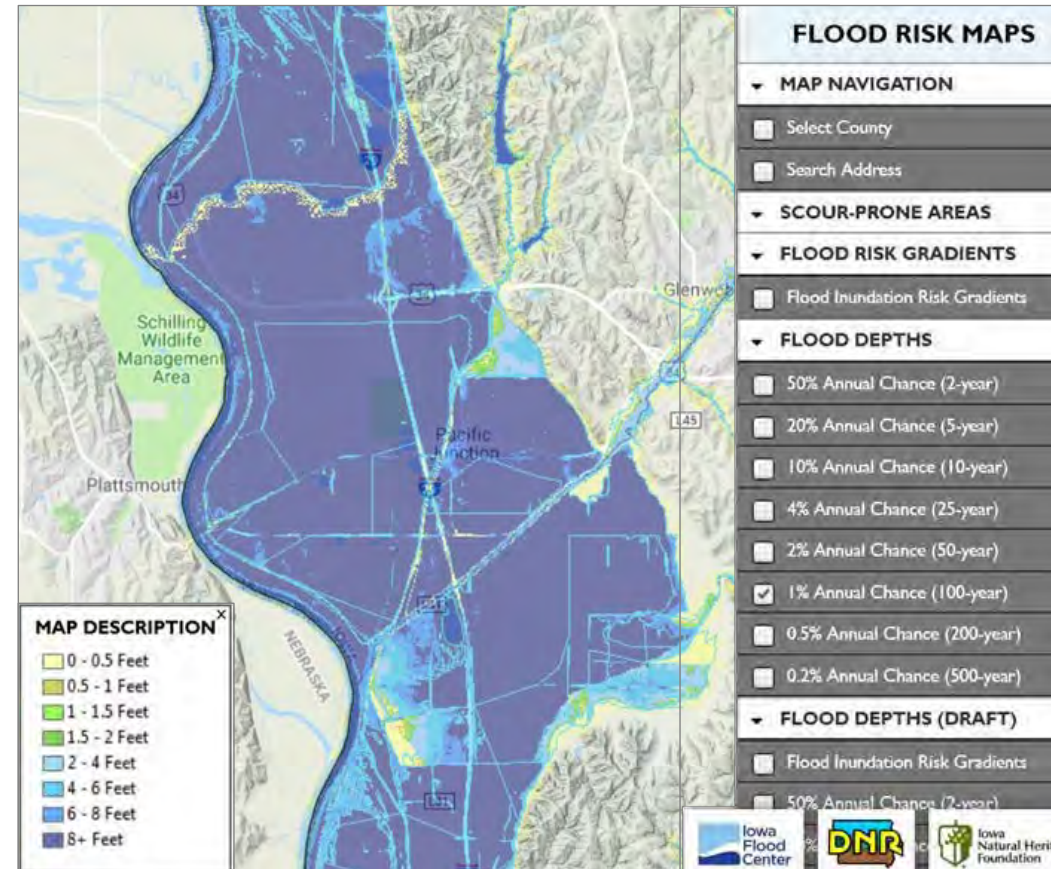 FLOOD RISK MAPS
MAP NAVIGATION
Select County
Search Address
SCOUR-PRONE AREAS
FLOOD RISK GRADIENTS
Flood Inundation Risk Gradients
FLOOD DEPTHS
50% Annual Chance (2-year)
20% Annual Chance (5-year)
10% Annual Chance (10-year)
4% Annual Chance (25-year)
2% Annual Chance (50-year)
1% Annual Chance (100-year)
0.5% Annual Chance (200-year)
0.2% Annual Chance (500-year)
FLOOD DEPTHS (DRAFT)
Flood Inundation Risk Gradients
50% Annual Chance (2-year)
Iowa
Flood
Center
DNR
Iowa
Natural Herit
Foundation
34
Schilling
Wildlife
Management
Area
Plattsmouth
Pacific
Junction
Glenwo
34
L45
L31
L31
NEBRASKA
IOWA
MAP DESCRIPTION
X
0 - 0.5 Feet
0.5 - 1 Feet
1 - 1.5 Feet
1.5 - 2 Feet
2 - 4 Feet
4 - 6 Feet
6 - 8 Feet
8+ Feet